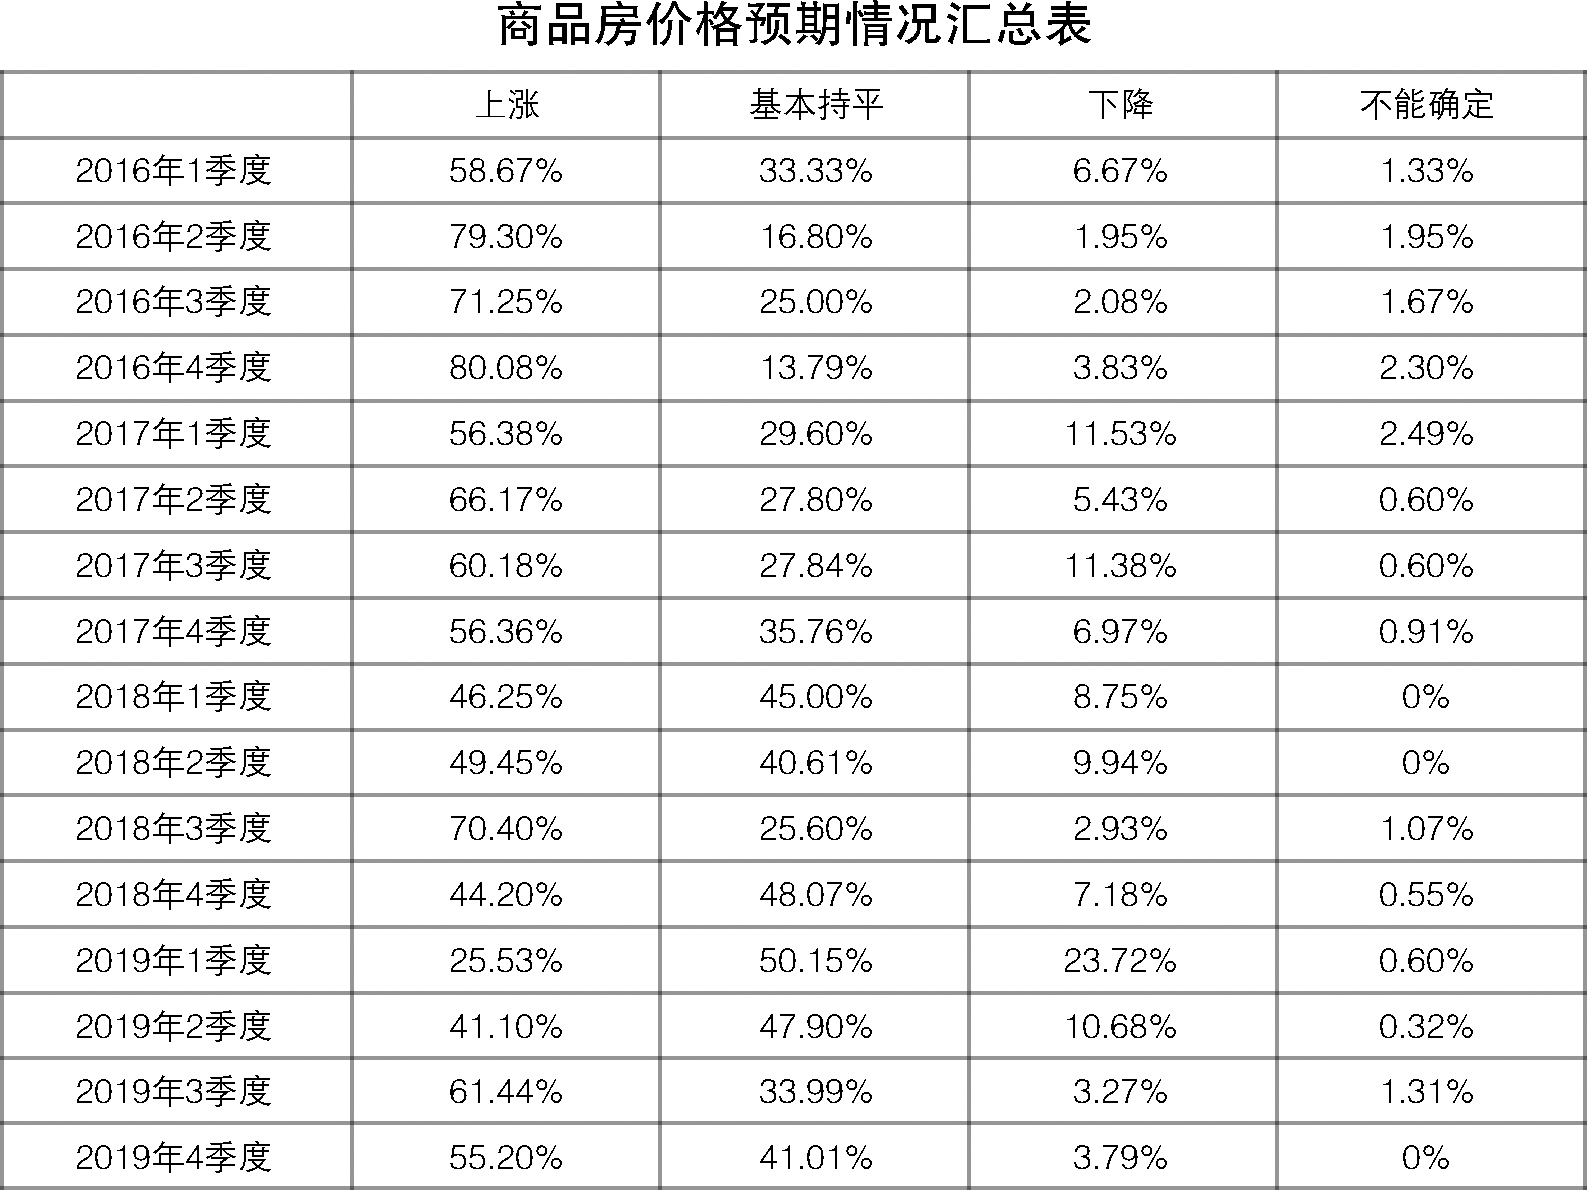 商品房价格预期情况汇总表
上涨 基本持平 下降 不能确定
2016年1季度 58.67% 33.33% 6.67% 1.33%
2016年2季度 79.30% 16.80% 1.95% 1.95%
2016年3季度 71.25% 25.00% 2.08% 1.67%
2016年4季度 80.08% 13.79% 3.83% 2.30%
2017年1季度 56.38% 29.60% 11.53% 2.49%
2017年2季度 66.17% 27.80% 5.43% 0.60%
2017年3季度 60.18% 27.84% 11.38% 0.60%
2017年4季度 56.36% 35.76% 6.97% 0.91%
2018年1季度 46.25% 45.00% 8.75% 0%
2018年2季度 49.45% 40.61% 9.94% 0%
2018年3季度 70.40% 25.60% 2.93% 1.07%
2018年4季度 44.20% 48.07% 7.18% 0.55%
2019年1季度 25.53% 50.15% 23.72% 0.60%
2019年2季度 41.10% 47.90% 10.68% 0.32%
2019年3季度 61.44% 33.99% 3.27% 1.31%
2019年4季度 55.20% 41.01% 3.79% 0%